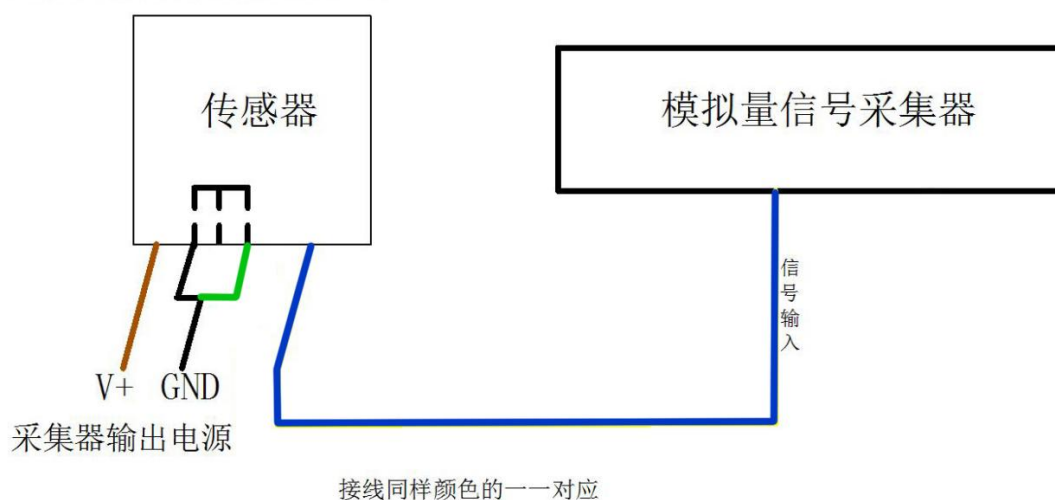 传感器
模拟量信号采集器
信号输入
V+ GND
采集器输出电源
接线同样颜色的一一对应